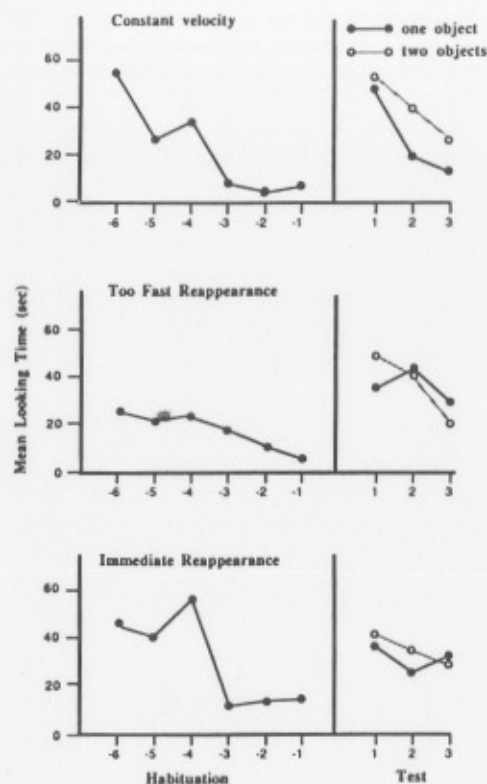 Constant velocity
one object
two objects
60
40
20
0
-6 -5 -4 -3 -2 -1
1 2 3
Mean Looking Time (sec)
Too Fast Reappearance
60
40
20
0
-6 -5 -4 -3 -2 -1
1 2 3
Immediate Reappearance
60
40
20
0
-6 -5 -4 -3 -2 -1
1 2 3
Habituation
Test